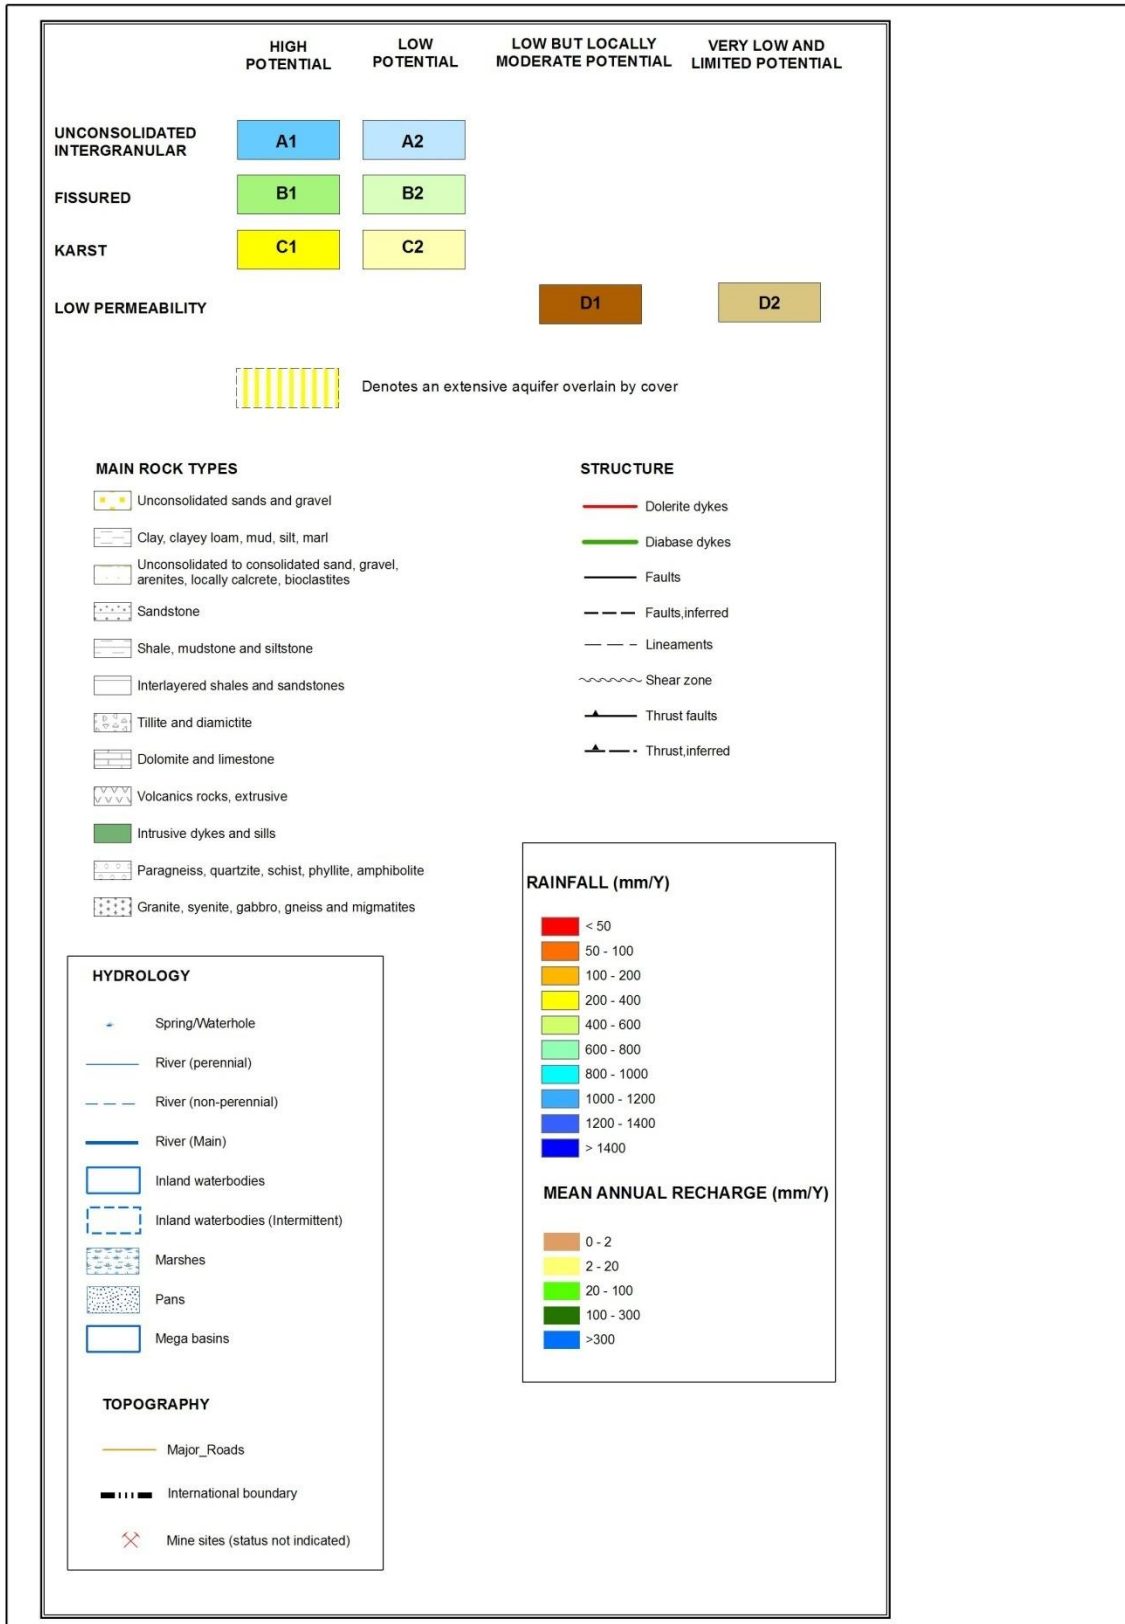 HIGH
POTENTIAL
LOW
POTENTIAL
LOW BUT LOCALLY
MODERATE POTENTIAL
VERY LOW AND
LIMITED POTENTIAL
UNCONSOLIDATED
INTERGRANULAR
A1
A2
FISSURED
B1
B2
KARST
C1
C2
LOW PERMEABILITY
D1
D2
Denotes an extensive aquifer overlain by cover
MAIN ROCK TYPES
Unconsolidated sands and gravel
Clay, clayey loam, mud, silt, marl
Unconsolidated to consolidated sand, gravel,
arenites, locally calcrete, bioclastites
Sandstone
Shale, mudstone and siltstone
Interlayered shales and sandstones
Tillite and diamictite
Dolomite and limestone
Volcanics rocks, extrusive
Intrusive dykes and sills
Paragneiss, quartzite, schist, phyllite, amphibolite
Granite, syenite, gabbro, gneiss and migmatites
STRUCTURE
Dolerite dykes
Diabase dykes
Faults
Faults,inferred
Lineaments
Shear zone
Thrust faults
Thrust,inferred
HYDROLOGY
Spring/Waterhole
River (perennial)
River (non-perennial)
River (Main)
Inland waterbodies
Inland waterbodies (Intermittent)
Marshes
Pans
Mega basins
TOPOGRAPHY
Major_Roads
International boundary
Mine sites (status not indicated)
RAINFALL (mm/Y)
< 50
50 - 100
100 - 200
200 - 400
400 - 600
600 - 800
800 - 1000
1000 - 1200
1200 - 1400
> 1400
MEAN ANNUAL RECHARGE (mm/Y)
0 - 2
2 - 20
20 - 100
100 - 300
>300